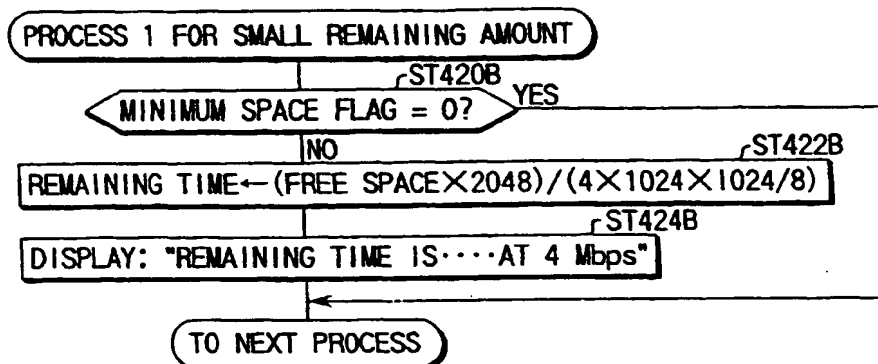 PROCESS 1 FOR SMALL REMAINING AMOUNT
ST420B
MINIMUM SPACE FLAG = 0?
YES
NO
ST422B
REMAINING TIME←(FREE SPACE×2048)/(4×1024×1024/8)
ST424B
DISPLAY: "REMAINING TIME IS····AT 4 Mbps"
TO NEXT PROCESS